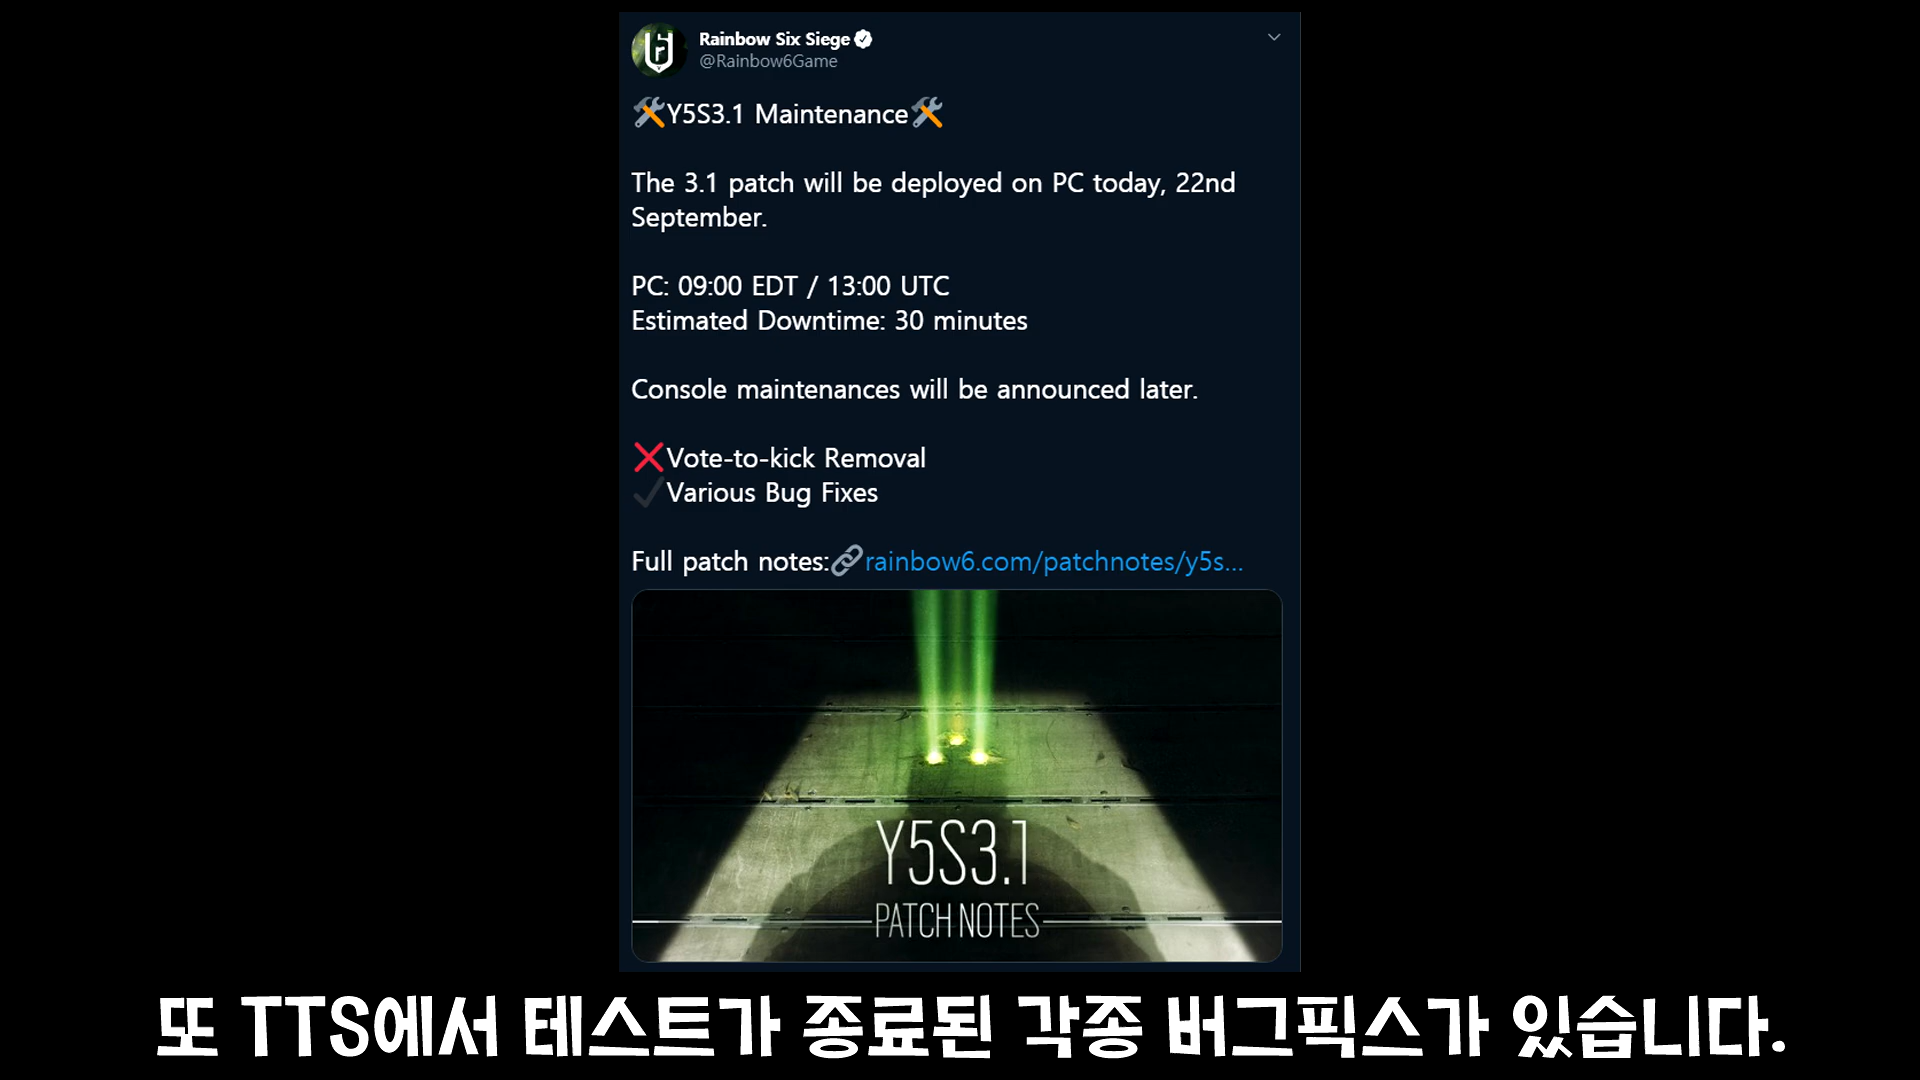 Rainbow Six Siege
@Rainbow6Game
🛠Y5S3.1 Maintenance🛠
The 3.1 patch will be deployed on PC today, 22nd
September.
PC: 09:00 EDT / 13:00 UTC
Estimated Downtime: 30 minutes
Console maintenances will be announced later.
❌Vote-to-kick Removal
✔Various Bug Fixes
Full patch notes:🔗rainbow6.com/patchnotes/y5s...
Y5S3.1
PATCH NOTES
또 TTS에서 테스트가 종료된 각종 버그픽스가 있습니다.